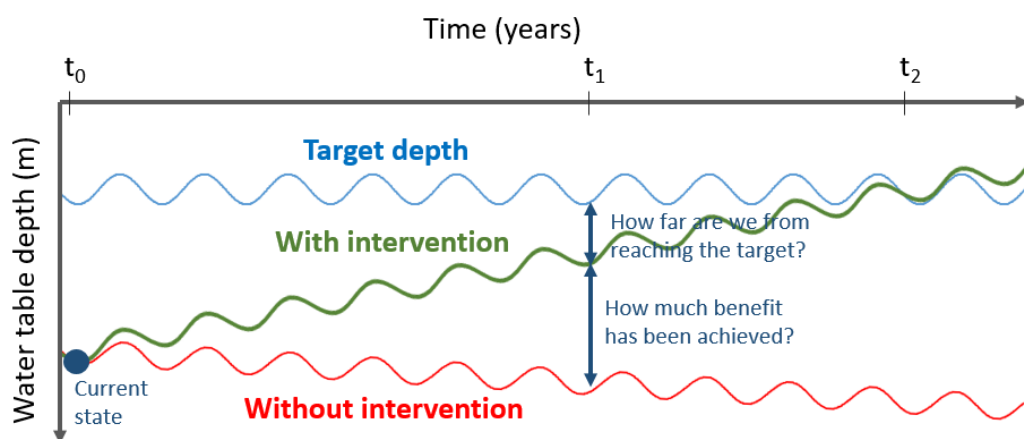 Time (years)
t₀
t₁
t₂
Water table depth (m)
Target depth
With intervention
How far are we from
reaching the target?
How much benefit
has been achieved?
Current
state
Without intervention